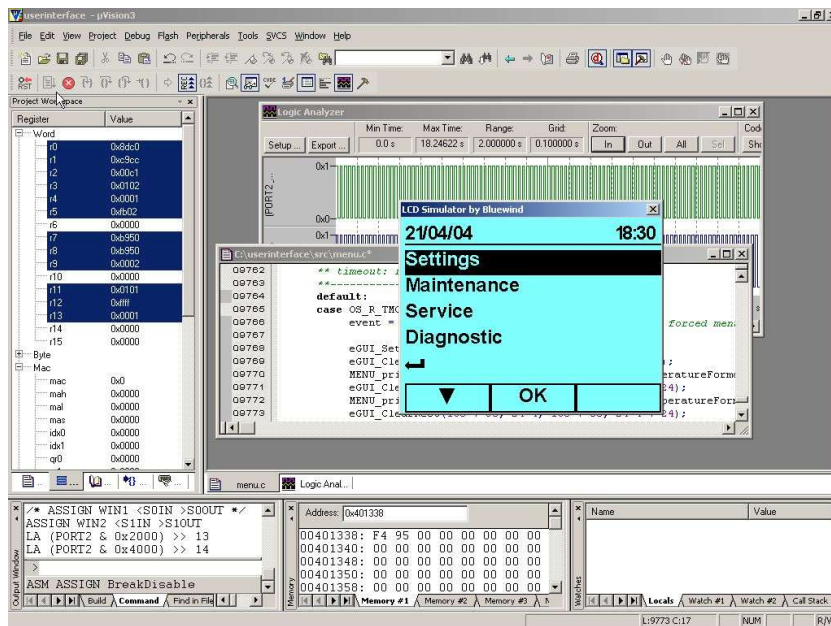 userinterface - µVision3
File Edit View Project Debug Flash Peripherals Tools SVCS Window Help
RST
Project Workspace
Register Value
Word
r0 0x8dc0
r1 0xc9cc
r2 0x00c1
r3 0x0102
r4 0x0001
r5 0xfb02
r6 0x0000
r7 0xb950
r8 0xb950
r9 0x0002
r10 0x0000
r11 0x0101
r12 0xffff
r13 0x0001
r14 0x0000
r15 0x0000
Byte
Mac
mac 0x0
mah 0x0000
mal 0x0000
mas 0x0000
idx0 0x0000
idx1 0x0000
qr0 0x0000
Logic Analyzer
Min Time: Max Time: Range: Grid: Zoom:
Setup ... Export ... 0.0 s 18.24622 s 2.000000 s 0.100000 s In Out All Sel
0x1
PORT2_...
0x0
0x1
LCD Simulator by Bluewind
21/04/04 18:30
Settings
Maintenance
Service
Diagnostic
OK
C:\userinterface\src\menu.c*
09762 ** timeout:
09763 **
09764 default:
09765 case OS_R_TMO
09766 event = forced men
09767
09768 eGUI_Set
09769 eGUI_Cle ;
09770 MENU_pri peratureForm
09771 eGUI_Cle 24);
09772 MENU_pri peratureFor
09773
menu.c Logic Anal...
/* ASSIGN WIN1 <S0IN >S0OUT */
ASSIGN WIN2 <S1IN >S1OUT
LA (PORT2 & 0x2000) >> 13
LA (PORT2 & 0x4000) >> 14
>
ASM ASSIGN BreakDisable
Output Window
Build Command Find in File
Address: 0x401338
00401338: F4 95 00 00 00 00 00 00
00401340: 00 00 00 00 00 00 00 00
00401348: 00 00 00 00 00 00 00 00
00401350: 00 00 00 00 00 00 00 00
00401358: 00 00 00 00 00 00 00 00
Memory
Memory #1 Memory #2 Memory #3
Name Value
Watches
Locals Watch #1 Watch #2 Call Stack
L:9773 C:17 NUM R/W